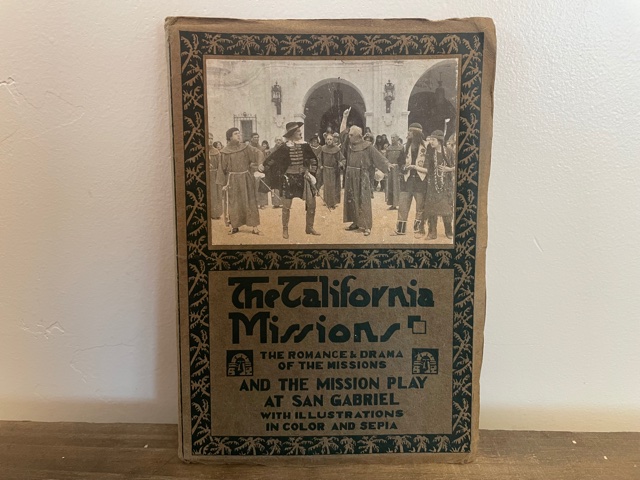 The California
Missions
THE ROMANCE & DRAMA
OF THE MISSIONS
AND THE MISSION PLAY
AT SAN GABRIEL
WITH ILLUSTRATIONS
IN COLOR AND SEPIA